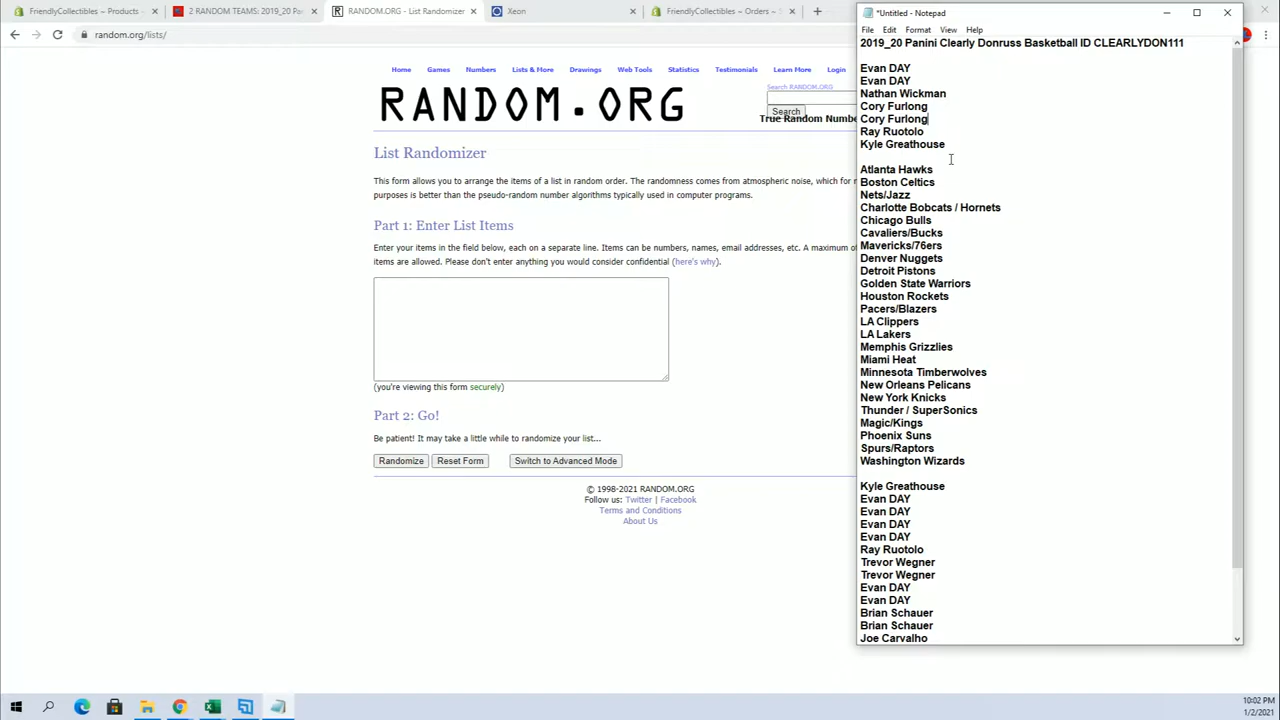 FriendlyCollectibles ~ Products ~
2 RANDOM TEAMS: 2019_20 Pa
RANDOM.ORG - List Randomizer
Xeon
FriendlyCollectibles ~ Orders ~ S
random.org/lists/
Home Games Numbers Lists & More Drawings Web Tools Statistics Testimonials Learn More Login
RANDOM.ORG
Search RANDOM.ORG
Search
True Random Numbe
List Randomizer
This form allows you to arrange the items of a list in random order. The randomness comes from atmospheric noise, which for
purposes is better than the pseudo-random number algorithms typically used in computer programs.
Part 1: Enter List Items
Enter your items in the field below, each on a separate line. Items can be numbers, names, email addresses, etc. A maximum of
items are allowed. Please don't enter anything you would consider confidential (here's why).
(you're viewing this form securely)
Part 2: Go!
Be patient! It may take a little while to randomize your list...
Randomize Reset Form Switch to Advanced Mode
© 1998-2021 RANDOM.ORG
Follow us: Twitter | Facebook
Terms and Conditions
About Us
*Untitled - Notepad
File Edit Format View Help
2019_20 Panini Clearly Donruss Basketball ID CLEARLYDON111
Evan DAY
Evan DAY
Nathan Wickman
Cory Furlong
Cory Furlong
Ray Ruotolo
Kyle Greathouse
Atlanta Hawks
Boston Celtics
Nets/Jazz
Charlotte Bobcats / Hornets
Chicago Bulls
Cavaliers/Bucks
Mavericks/76ers
Denver Nuggets
Detroit Pistons
Golden State Warriors
Houston Rockets
Pacers/Blazers
LA Clippers
LA Lakers
Memphis Grizzlies
Miami Heat
Minnesota Timberwolves
New Orleans Pelicans
New York Knicks
Thunder / SuperSonics
Magic/Kings
Phoenix Suns
Spurs/Raptors
Washington Wizards
Kyle Greathouse
Evan DAY
Evan DAY
Evan DAY
Evan DAY
Ray Ruotolo
Trevor Wegner
Trevor Wegner
Evan DAY
Evan DAY
Brian Schauer
Brian Schauer
Joe Carvalho
10:02 PM
1/2/2021